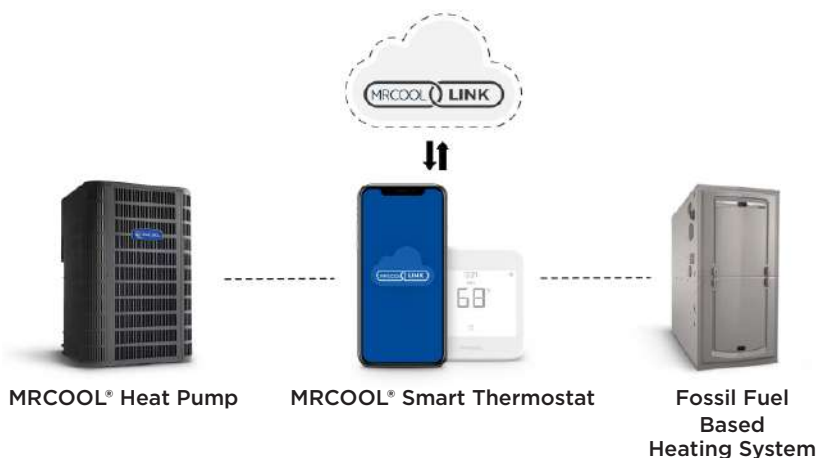 MRCOOL LINK
MRCOOL LINK
68°
MRCOOL® Heat Pump
MRCOOL® Smart Thermostat
Fossil Fuel
Based
Heating System